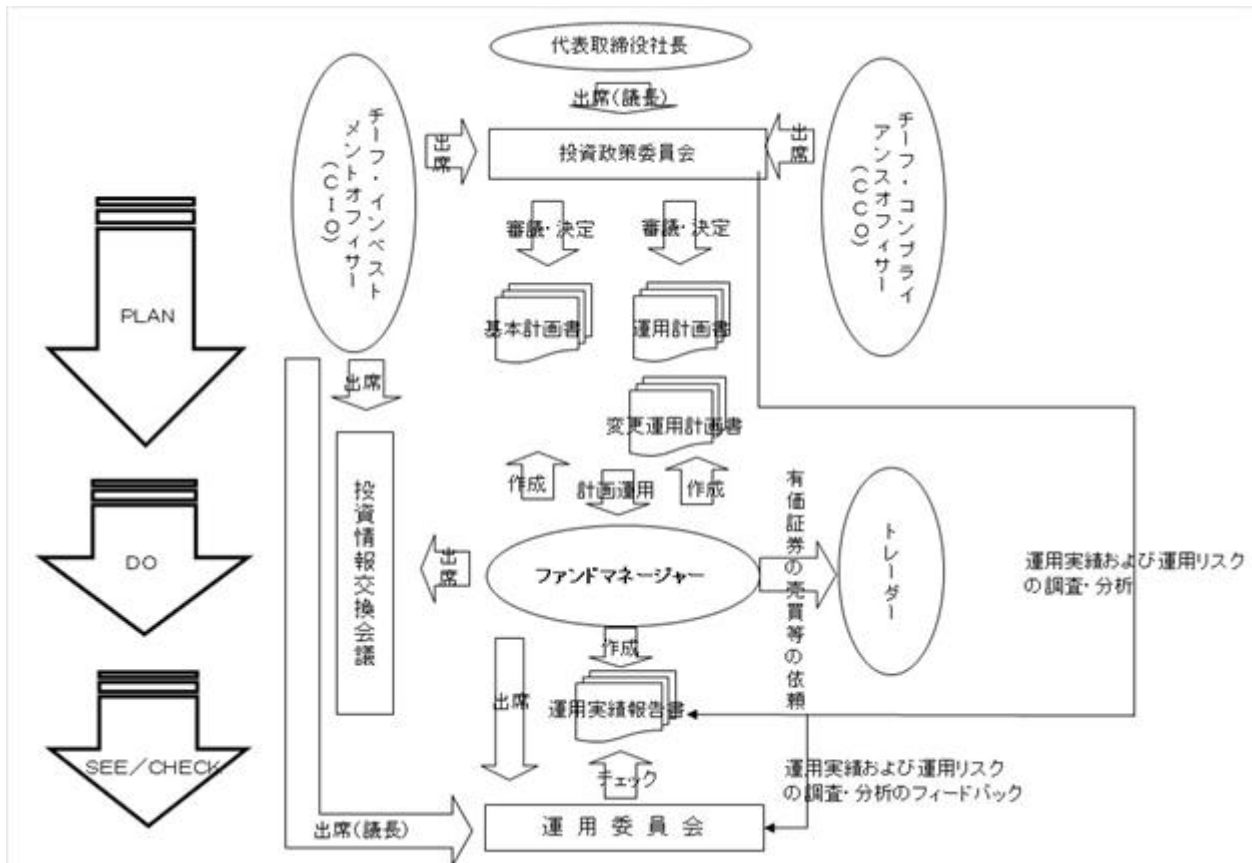 代表取締役社長
出席(議長)
チーフ・インベスト
メントオフィサー
(CIO)
出席
投資政策委員会
出席
チーフ・コンプライ
アンスオフィサー
(CCO)
審議・決定
審議・決定
PLAN
基本計画書
運用計画書
出席
変更運用計画書
作成
計画運用
作成
有価証券の売買等の依頼
投資情報交換会議
DO
出席
ファンドマネージャー
トレーダー
運用実績および運用リスク
の調査・分析
作成
出席
運用実績報告書
SEE/CHECK
チェック
運用実績および運用リスク
の調査・分析のフィードバック
出席(議長)
運用委員会